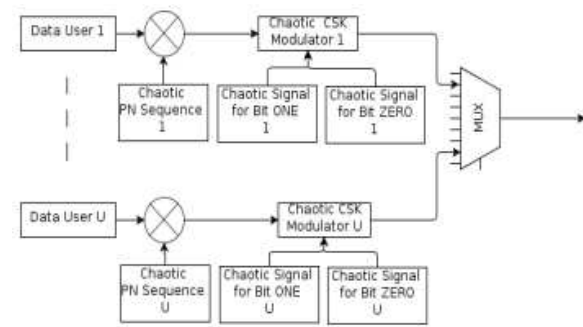 Data User 1
Chaotic CSK
Modulator 1
Chaotic
PN Sequence
1
Chaotic Signal
for Bit ONE
1
Chaotic Signal
for Bit ZERO
1
MUX
Data User U
Chaotic CSK
Modulator U
Chaotic
PN Sequence
U
Chaotic Signal
for Bit ONE
U
Chaotic Signal
for Bit ZERO
U